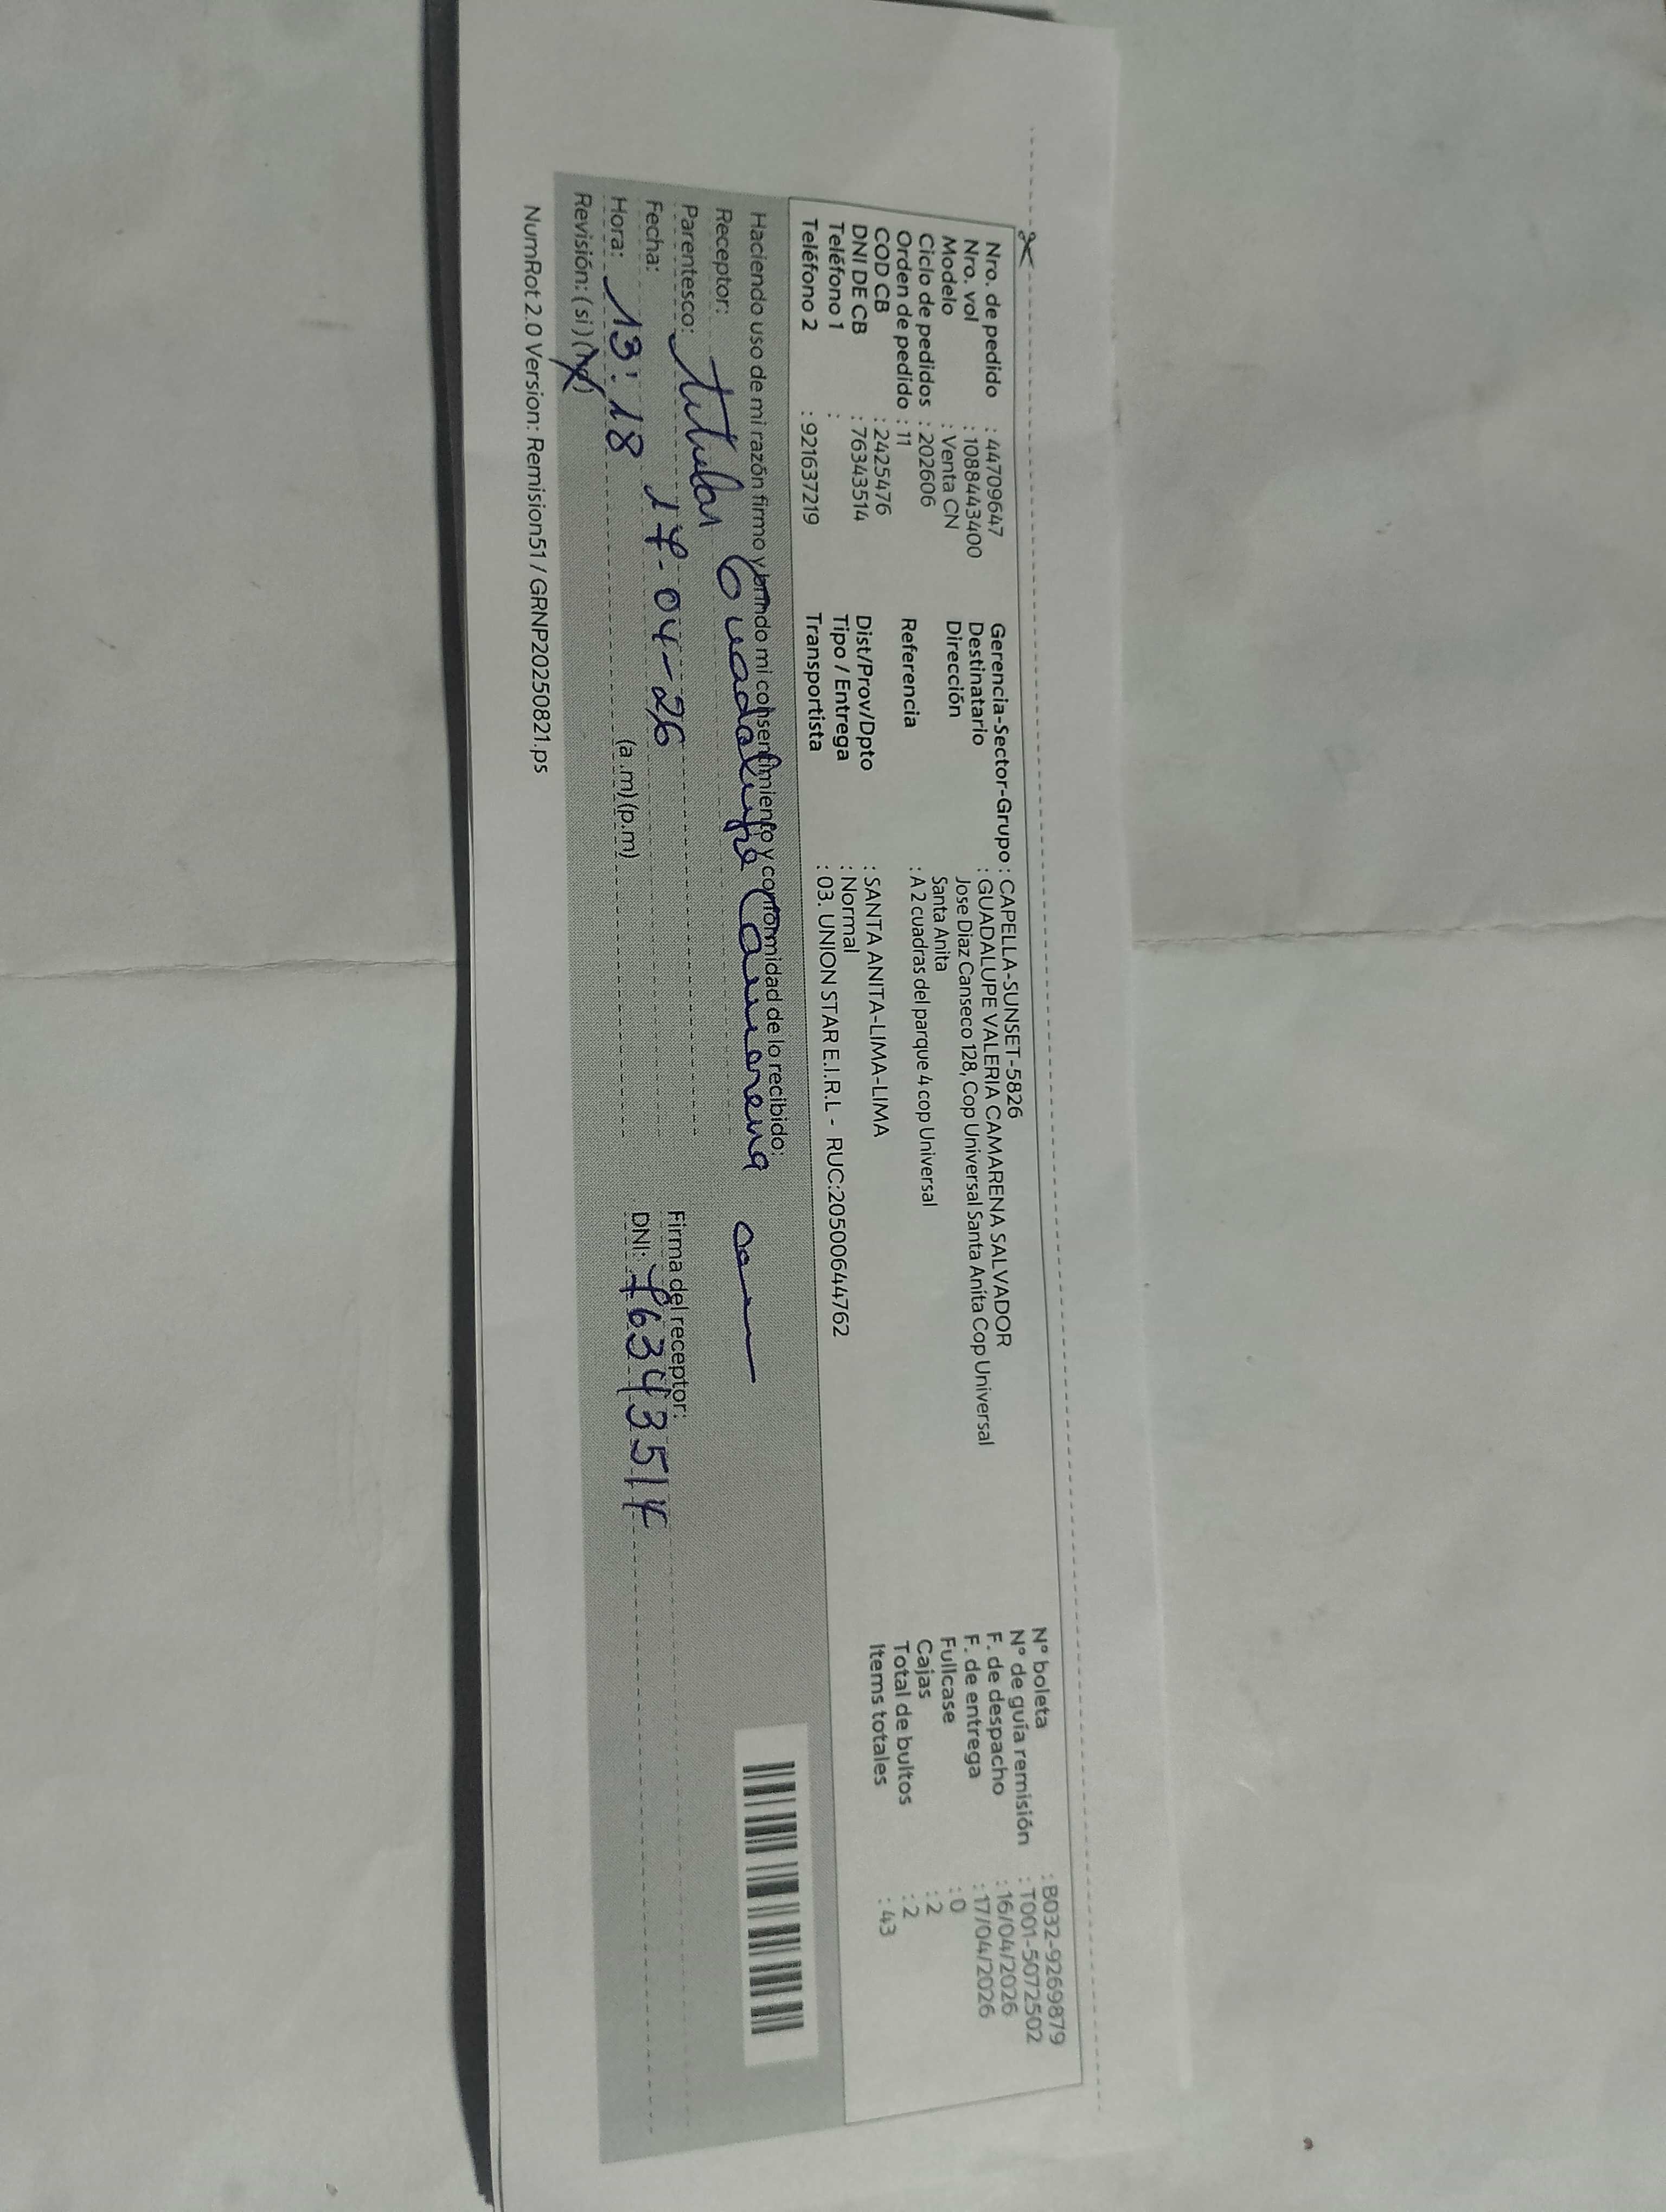 Nro. de pedido : 44709647
Nro. vol : 1088443400
Modelo : Venta CN
Ciclo de pedidos : 202606
Orden de pedido : 11
COD CB : 2425476
DNI DE CB : 76343514
Teléfono 1 :
Teléfono 2 : 921637219
Gerencia-Sector-Grupo : CAPELLA-SUNSET-5826
Destinatario : GUADALUPE VALERIA CAMARENA SALVADOR
Dirección Jose Diaz Canseco 128, Cop Universal Santa Anita Cop Universal
Santa Anita
Referencia : A 2 cuadras del parque 4 cop Universal
Dist/Prov/Dpto : SANTA ANITA-LIMA-LIMA
Tipo / Entrega : Normal
Transportista : 03. UNION STAR E.I.R.L - RUC:20500644762
N° boleta : B032-9269879
N° de guía remisión : T001-5072502
F. de despacho : 16/04/2026
F. de entrega : 17/04/2026
Fullcase : 0
Cajas : 2
Total de bultos : 2
Items totales : 43
Haciendo uso de mi razón firmo y brindo mi consentimiento y conformidad de lo recibido:
Receptor: Guadalupe Camarena
Parentesco: titular
Fecha: 17-04-26
Hora: 13:18 (a.m) (p.m)
Revisión: (si) (no)
Firma del receptor:
DNI: 76343514
NumRot 2.0 Version: Remision51 / GRNP20250821.ps